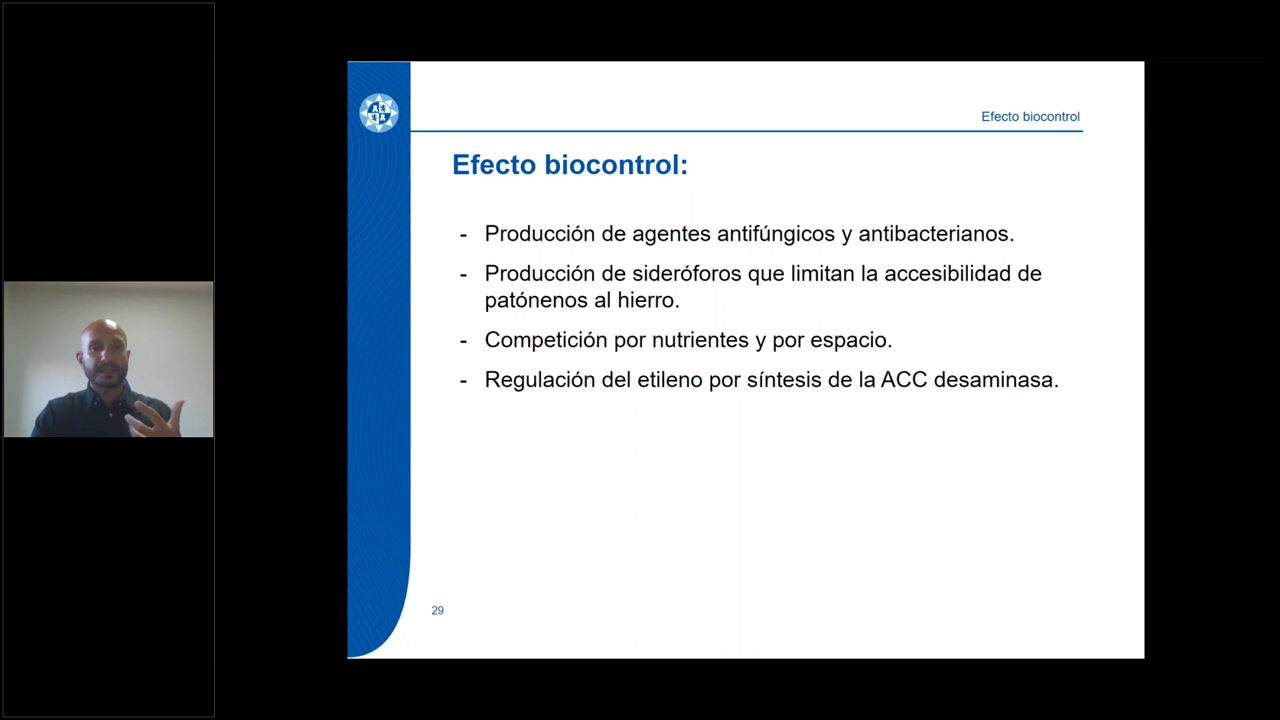 Efecto biocontrol
Efecto biocontrol:
- Producción de agentes antifúngicos y antibacterianos.
- Producción de sideróforos que limitan la accesibilidad de
patónenos al hierro.
- Competición por nutrientes y por espacio.
- Regulación del etileno por síntesis de la ACC desaminasa.
29